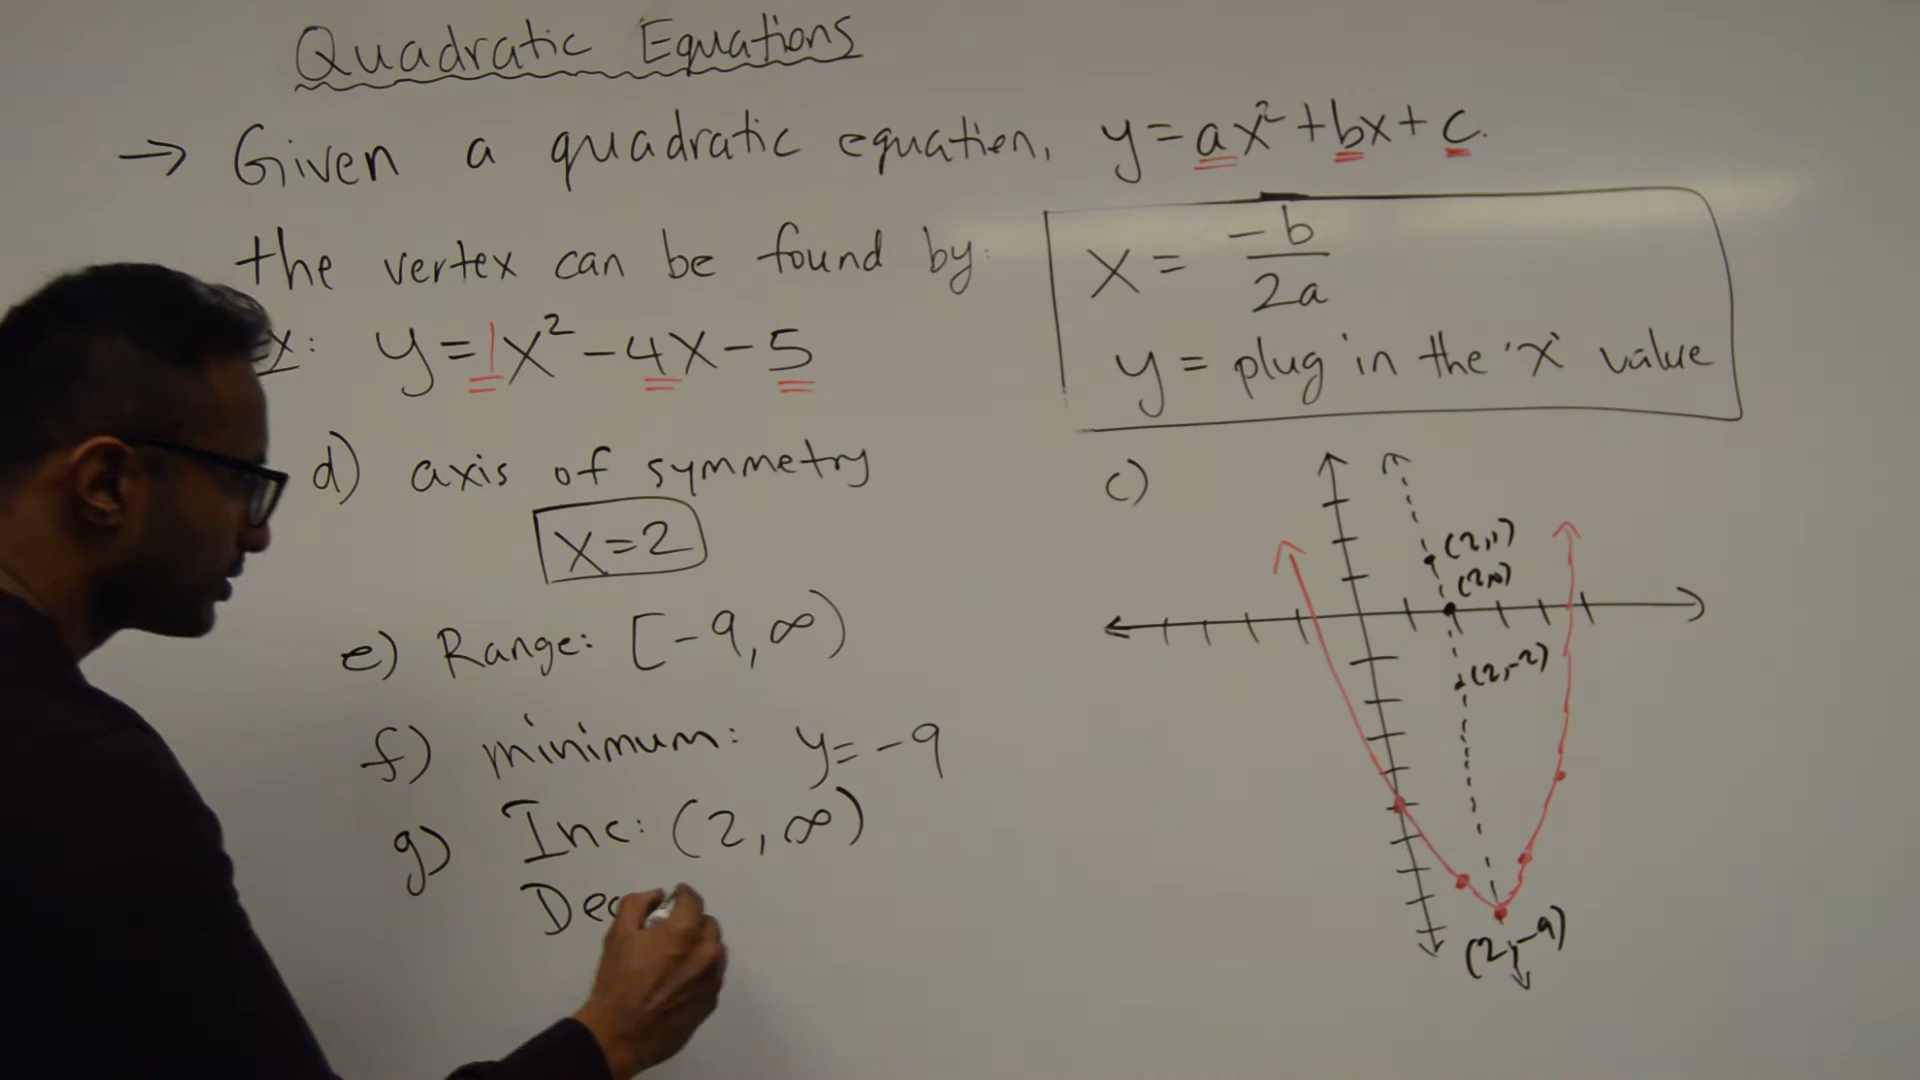 Quadratic Equations
→ Given a quadratic equation, y=ax²+bx+c.
the vertex can be found by:
x = -b/2a
y = plug in the 'x' value
x: y=1x²-4x-5
d) axis of symmetry
x=2
e) Range: [-9,∞)
f) minimum: y=-9
g) Inc: (2,∞)
Dec
c)
(2,1)
(2,0)
(2,-2)
(2,-9)